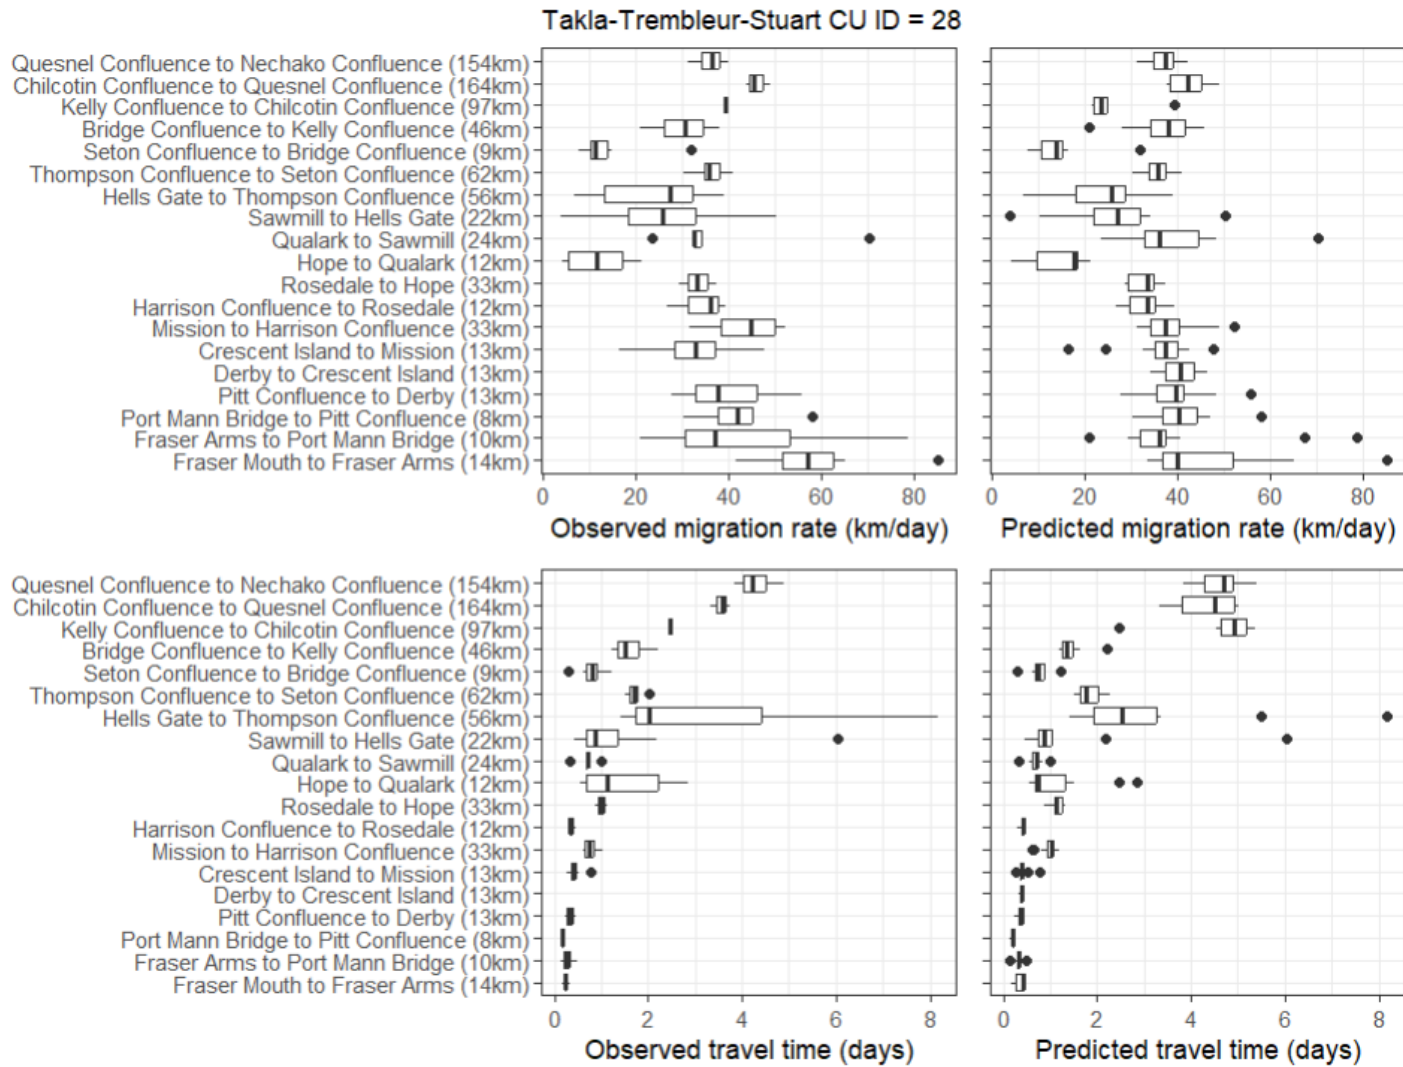 Takla-Trembleur-Stuart CU ID = 28
Quesnel Confluence to Nechako Confluence (154km)
Chilcotin Confluence to Quesnel Confluence (164km)
Kelly Confluence to Chilcotin Confluence (97km)
Bridge Confluence to Kelly Confluence (46km)
Seton Confluence to Bridge Confluence (9km)
Thompson Confluence to Seton Confluence (62km)
Hells Gate to Thompson Confluence (56km)
Sawmill to Hells Gate (22km)
Qualark to Sawmill (24km)
Hope to Qualark (12km)
Rosedale to Hope (33km)
Harrison Confluence to Rosedale (12km)
Mission to Harrison Confluence (33km)
Crescent Island to Mission (13km)
Derby to Crescent Island (13km)
Pitt Confluence to Derby (13km)
Port Mann Bridge to Pitt Confluence (8km)
Fraser Arms to Port Mann Bridge (10km)
Fraser Mouth to Fraser Arms (14km)
0 20 40 60 80 0 20 40 60 80
Observed migration rate (km/day) Predicted migration rate (km/day)
Quesnel Confluence to Nechako Confluence (154km)
Chilcotin Confluence to Quesnel Confluence (164km)
Kelly Confluence to Chilcotin Confluence (97km)
Bridge Confluence to Kelly Confluence (46km)
Seton Confluence to Bridge Confluence (9km)
Thompson Confluence to Seton Confluence (62km)
Hells Gate to Thompson Confluence (56km)
Sawmill to Hells Gate (22km)
Qualark to Sawmill (24km)
Hope to Qualark (12km)
Rosedale to Hope (33km)
Harrison Confluence to Rosedale (12km)
Mission to Harrison Confluence (33km)
Crescent Island to Mission (13km)
Derby to Crescent Island (13km)
Pitt Confluence to Derby (13km)
Port Mann Bridge to Pitt Confluence (8km)
Fraser Arms to Port Mann Bridge (10km)
Fraser Mouth to Fraser Arms (14km)
0 2 4 6 8 0 2 4 6 8
Observed travel time (days) Predicted travel time (days)